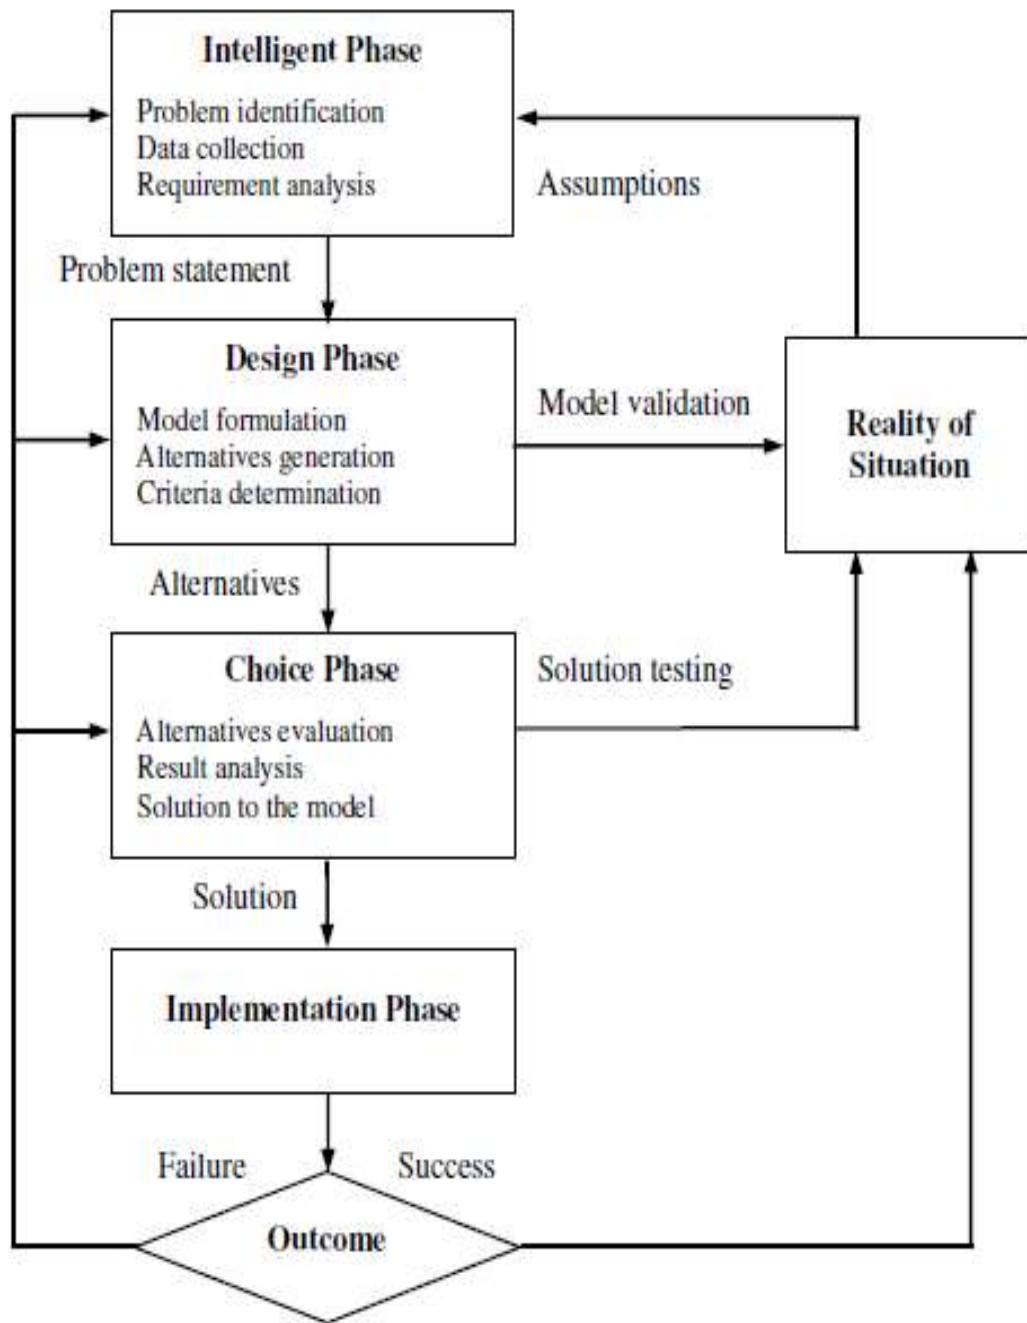 Intelligent Phase
Problem identification
Data collection
Requirement analysis
Assumptions
Problem statement
Design Phase
Model formulation
Alternatives generation
Criteria determination
Model validation
Reality of
Situation
Alternatives
Choice Phase
Alternatives evaluation
Result analysis
Solution to the model
Solution testing
Solution
Implementation Phase
Failure
Success
Outcome